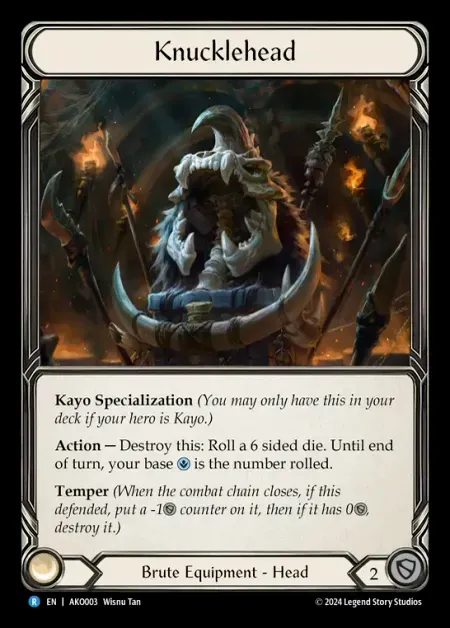 Knucklehead
Kayo Specialization (You may only have this in your
deck if your hero is Kayo.)
Action — Destroy this: Roll a 6 sided die. Until end
of turn, your base is the number rolled.
Temper (When the combat chain closes, if this
defended, put a -1 counter on it, then if it has 0,
destroy it.)
Brute Equipment - Head
2
R EN | AKO003 Wisnu Tan
© 2024 Legend Story Studios